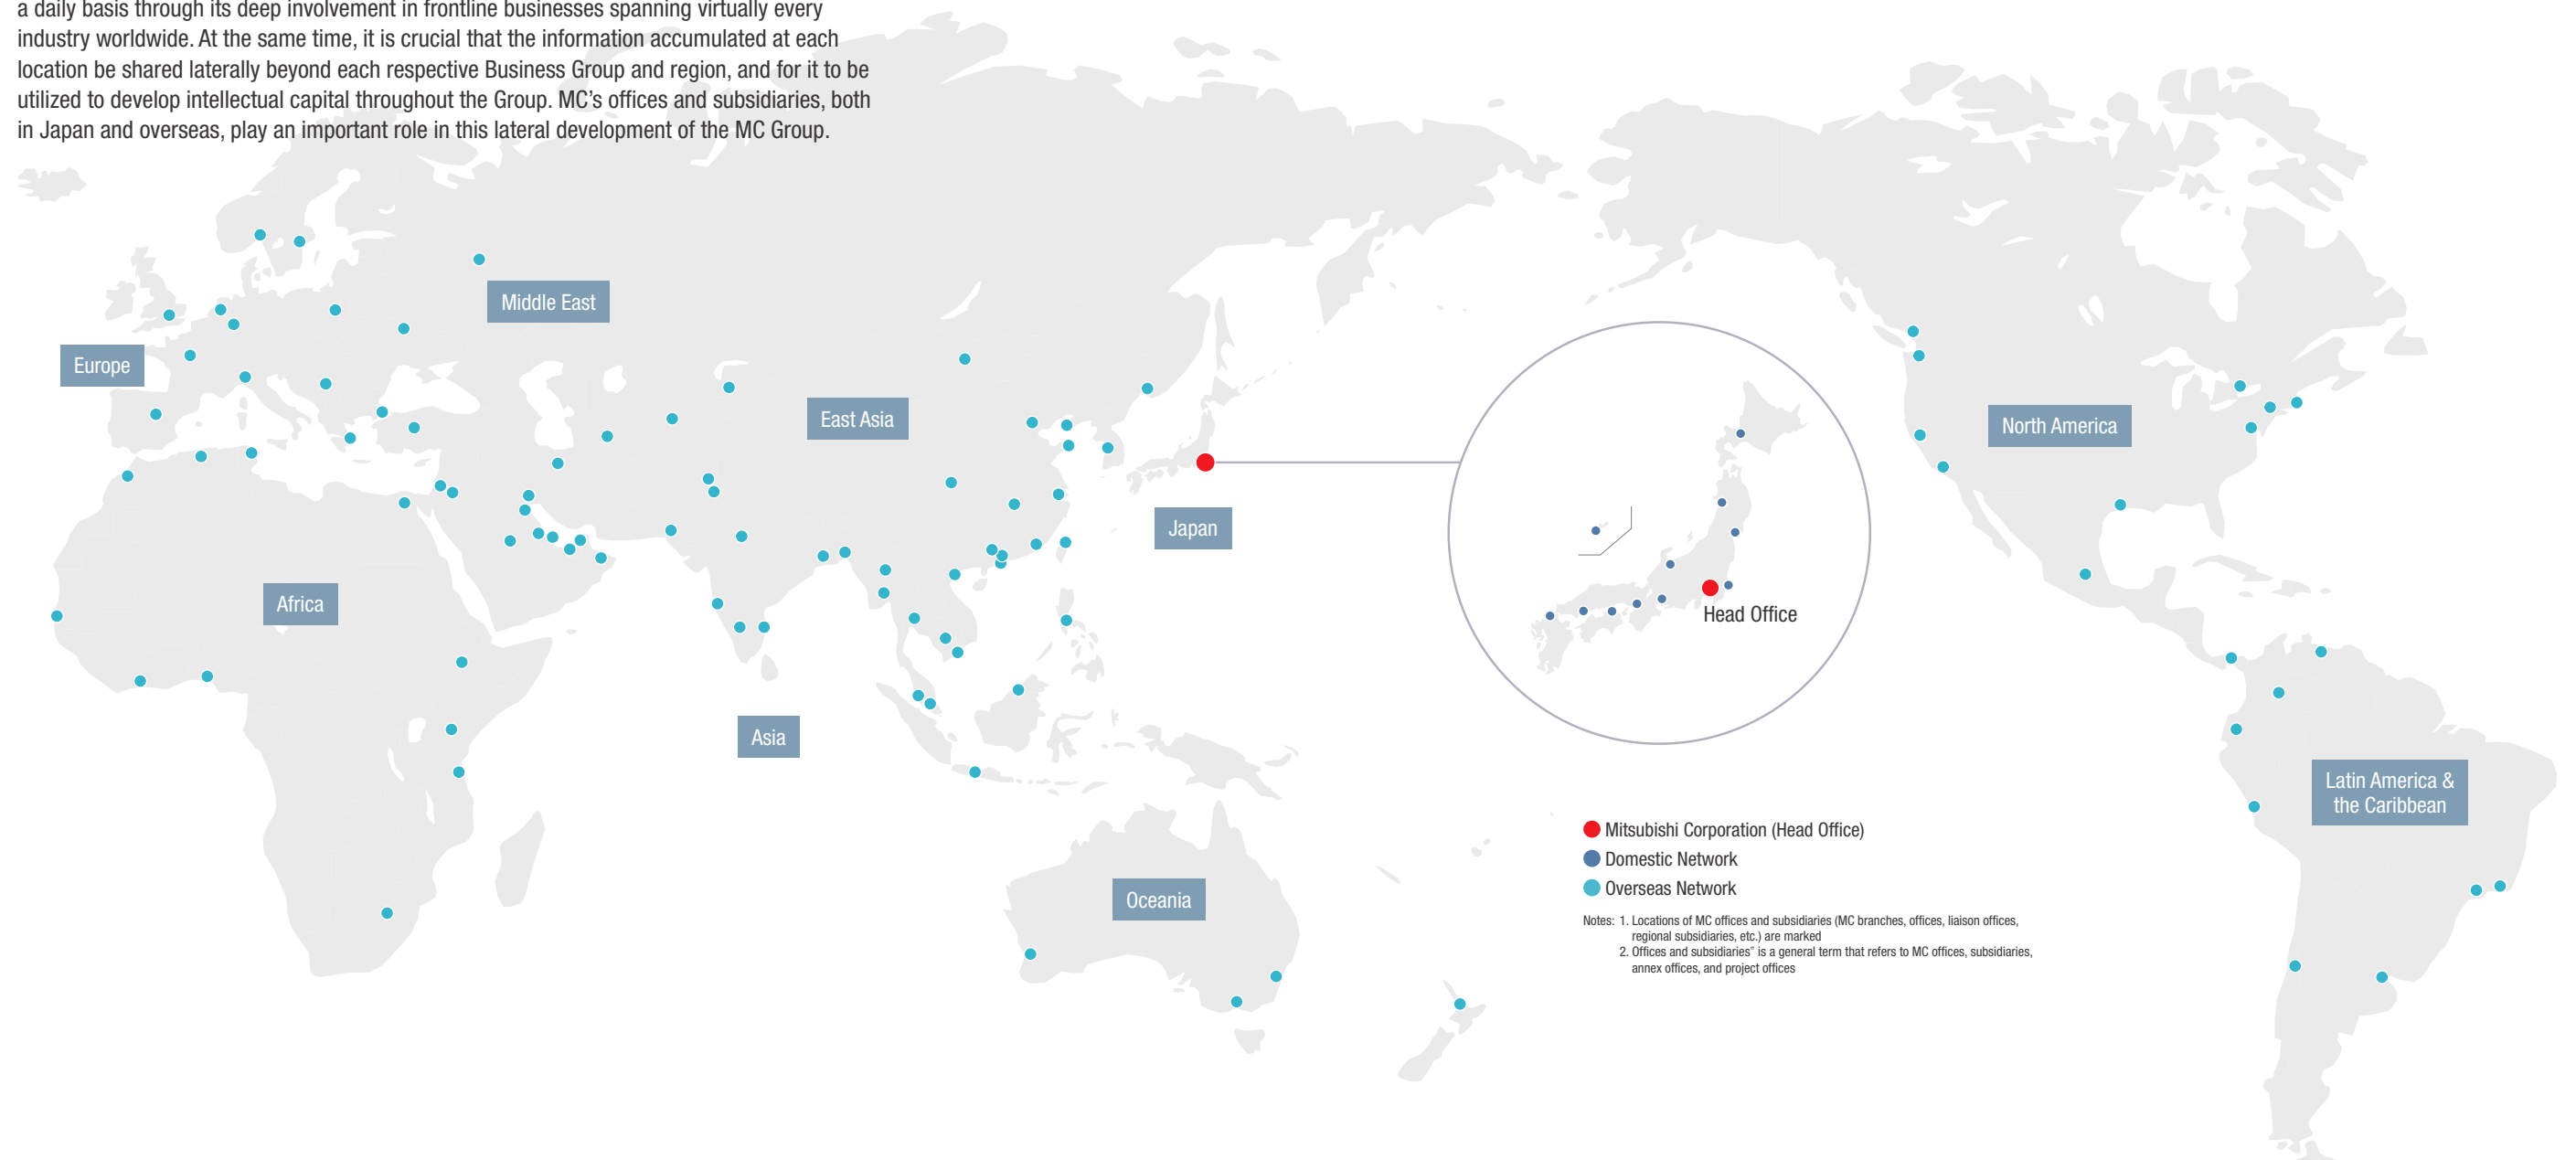 a daily basis through its deep involvement in frontline businesses spanning virtually every
industry worldwide. At the same time, it is crucial that the information accumulated at each
location be shared laterally beyond each respective Business Group and region, and for it to be
utilized to develop intellectual capital throughout the Group. MC’s offices and subsidiaries, both
in Japan and overseas, play an important role in this lateral development of the MC Group.
Middle East
Europe
East Asia
North America
Japan
Africa
Head Office
Asia
Latin America &
the Caribbean
Oceania
Mitsubishi Corporation (Head Office)
Domestic Network
Overseas Network
Notes: 1. Locations of MC offices and subsidiaries (MC branches, offices, liaison offices,
regional subsidiaries, etc.) are marked
2. Offices and subsidiaries” is a general term that refers to MC offices, subsidiaries,
annex offices, and project offices